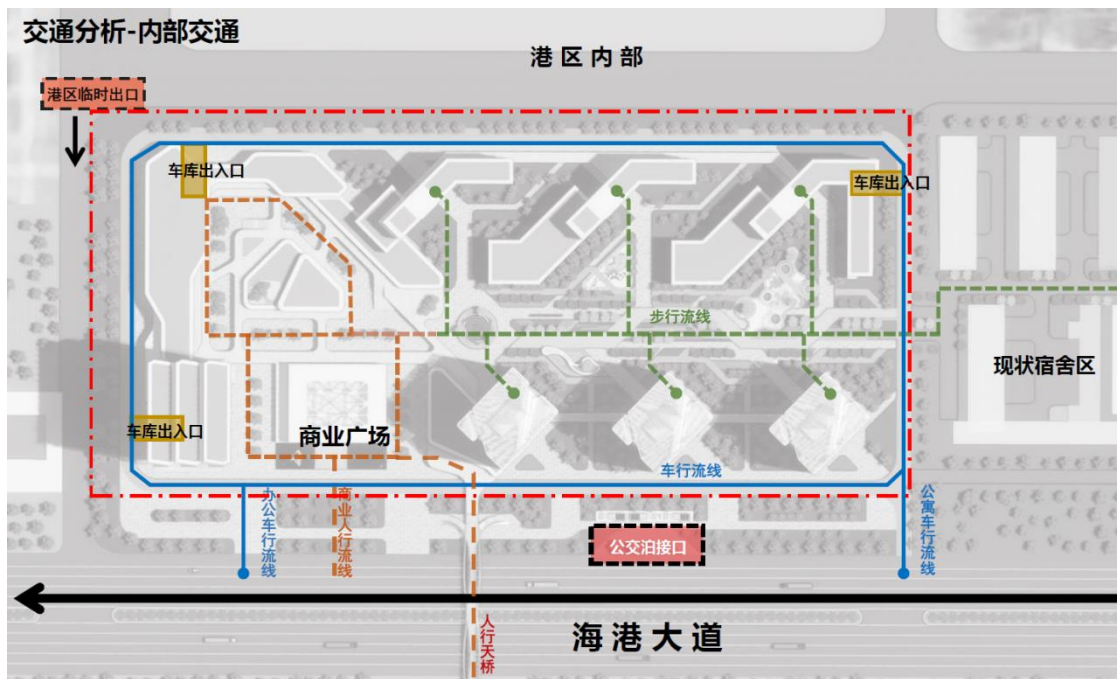 交通分析-内部交通
港区内部
港区临时出口
车库出入口
车库出入口
步行流线
现状宿舍区
车库出入口
商业广场
车行流线
办公车行流线
商业人行流线
公交泊接口
公寓车行流线
人行天桥
海港大道